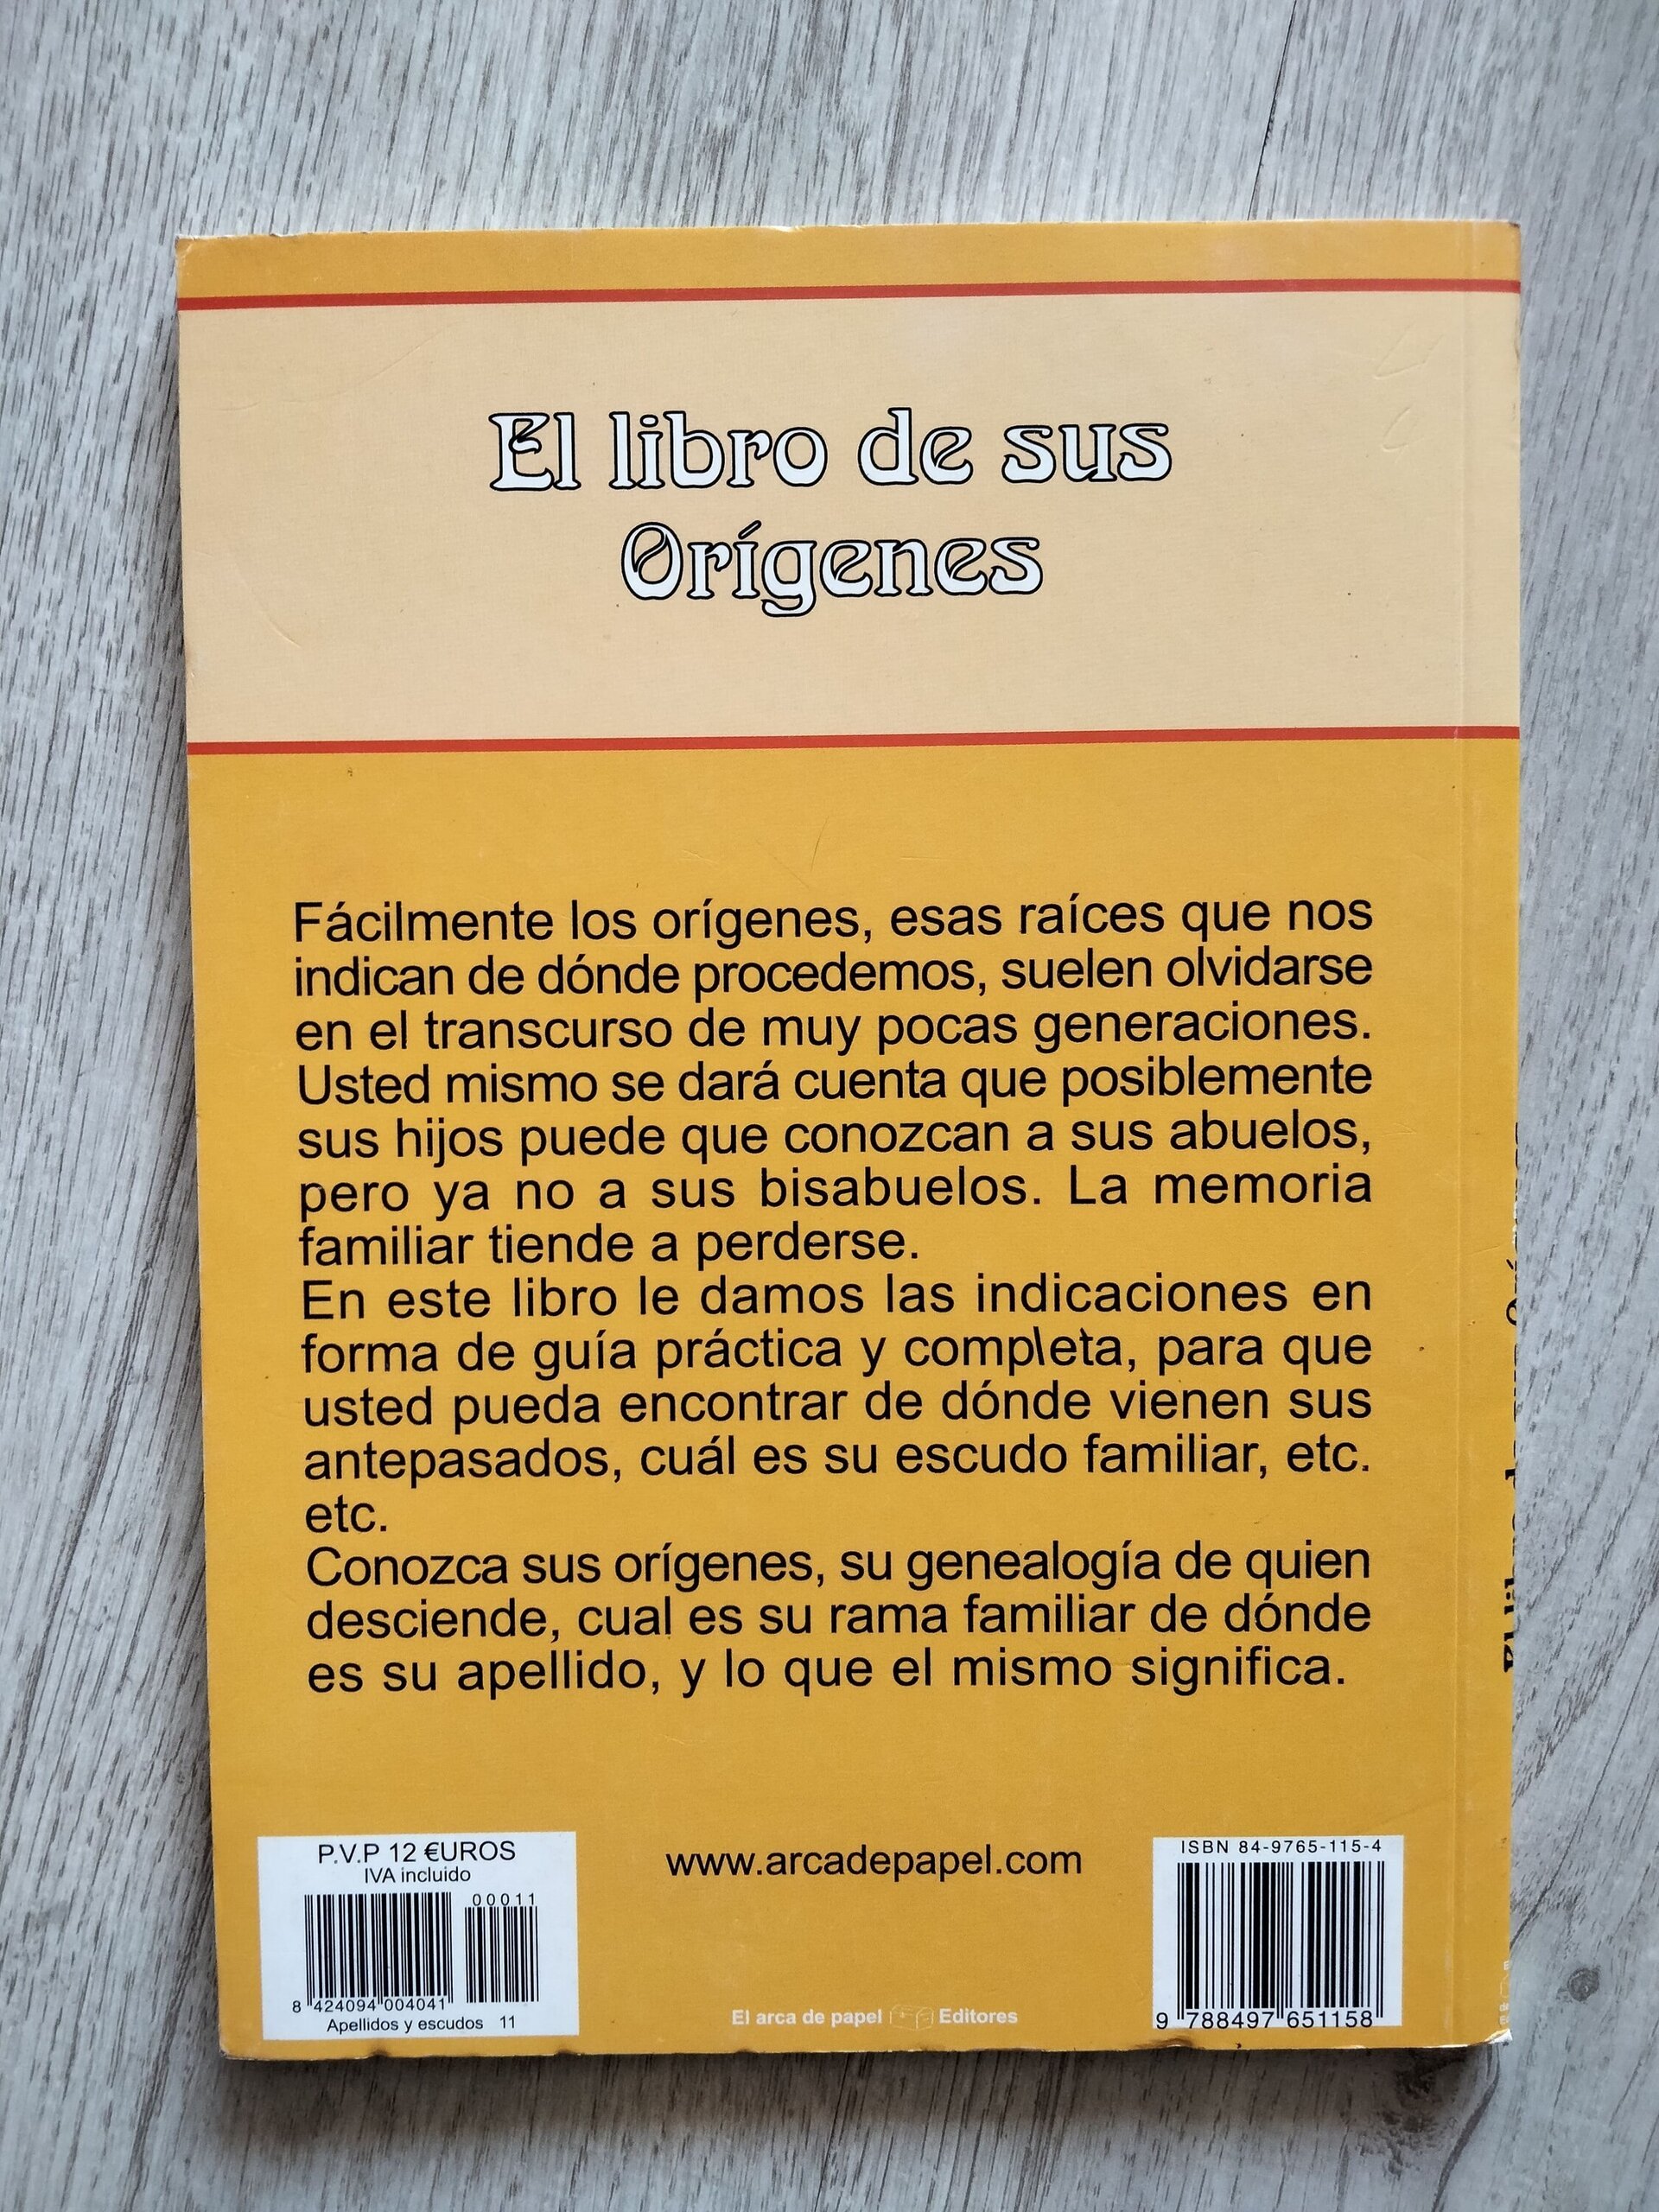 El libro de sus
Orígenes
Fácilmente los orígenes, esas raíces que nos
indican de dónde procedemos, suelen olvidarse
en el transcurso de muy pocas generaciones.
Usted mismo se dará cuenta que posiblemente
sus hijos puede que conozcan a sus abuelos,
pero ya no a sus bisabuelos. La memoria
familiar tiende a perderse.
En este libro le damos las indicaciones en
forma de guía práctica y completa, para que
usted pueda encontrar de dónde vienen sus
antepasados, cuál es su escudo familiar, etc.
etc.
Conozca sus orígenes, su genealogía de quien
desciende, cual es su rama familiar de dónde
es su apellido, y lo que el mismo significa.
P.V.P 12 €UROS
IVA incluido
00011
8 424094 004041
Apellidos y escudos 11
www.arcadepapel.com
El arca de papel Editores
ISBN 84-9765-115-4
9 788497 651158